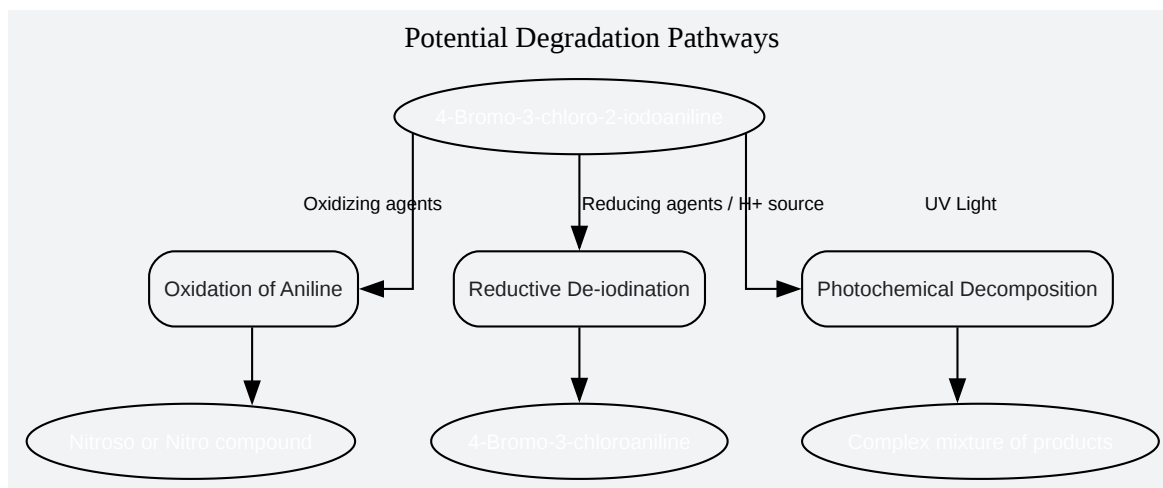 Potential Degradation Pathways
4-Bromo-3-chloro-2-iodoaniline
Oxidizing agents
Reducing agents / H+ source
UV Light
Oxidation of Aniline
Reductive De-iodination
Photochemical Decomposition
Nitroso or Nitro compound
4-Bromo-3-chloroaniline
Complex mixture of products